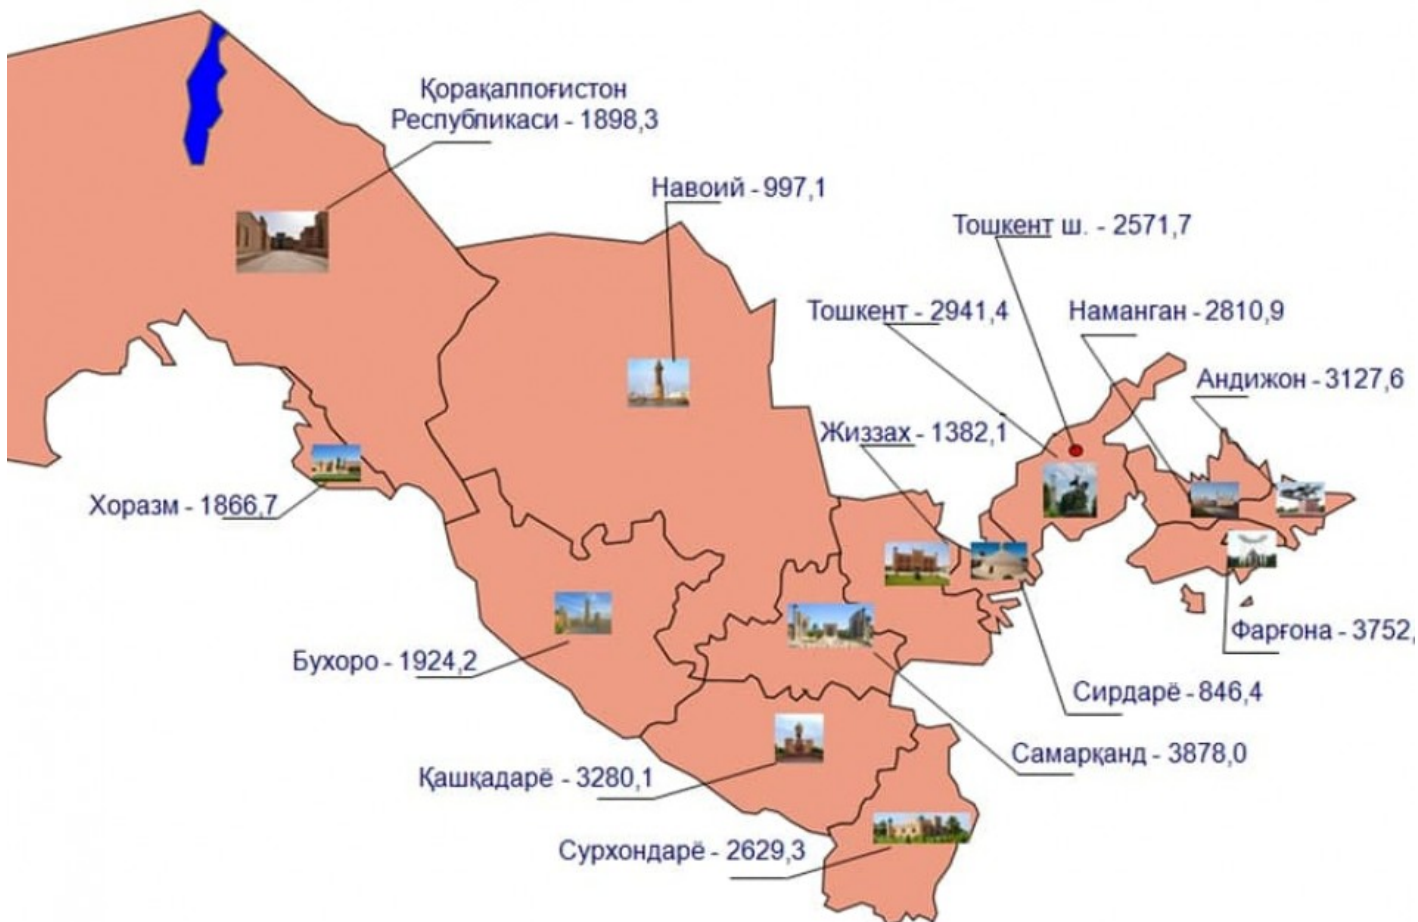 Қорақалпоғистон
Республикаси - 1898,3
Навоий - 997,1
Тошкент ш. - 2571,7
Тошкент - 2941,4
Наманган - 2810,9
Андижон - 3127,6
Жиззах - 1382,1
Хоразм - 1866,7
Фарғона - 3752,
Бухоро - 1924,2
Сирдарё - 846,4
Самарқанд - 3878,0
Қашқадарё - 3280,1
Сурхондарё - 2629,3